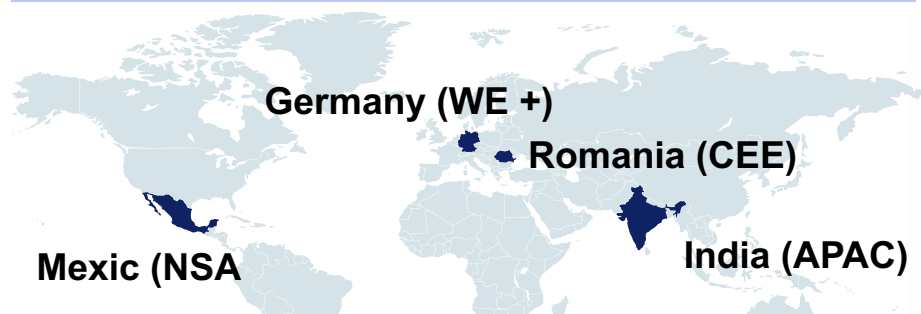 Germany (WE +)
Romania (CEE)
India (APAC)
Mexic (NSA